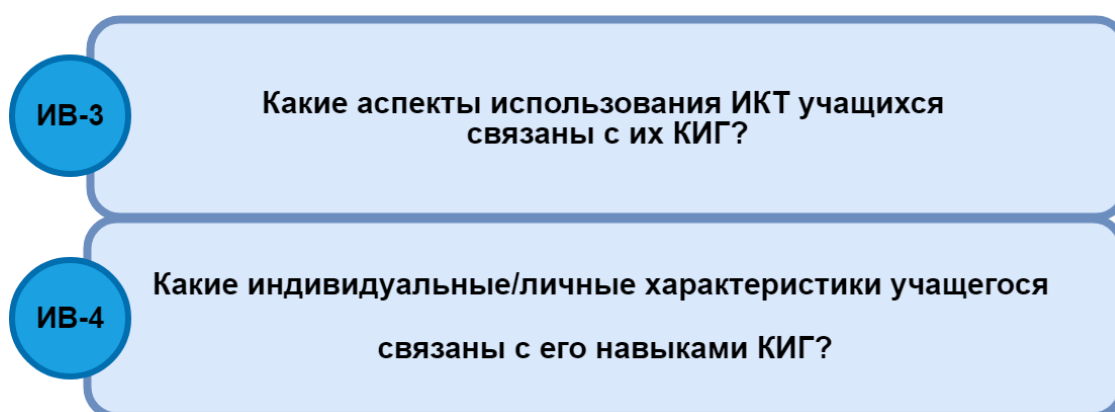 ИВ-3
Какие аспекты использования ИКТ учащихся
связаны с их КИГ?
ИВ-4
Какие индивидуальные/личные характеристики учащегося
связаны с его навыками КИГ?